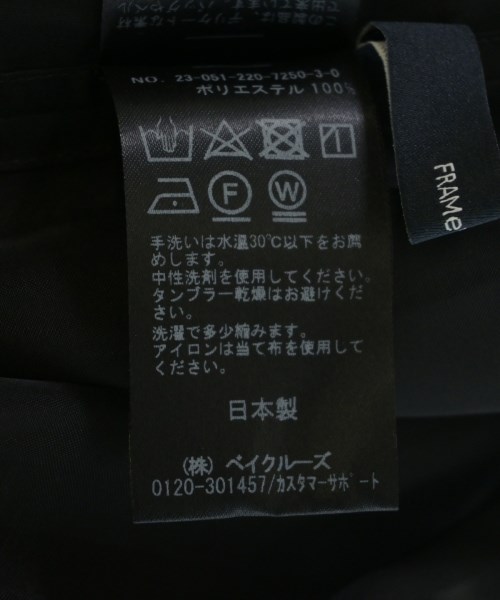 NO. 23-051-220-7250-3-0
ポリエステル 100%
F
W
手洗いは水温30℃以下をお薦
めします。
中性洗剤を使用してください。
タンブラー乾燥はお避けくだ
さい。
洗濯で多少縮みます。
アイロンは当て布を使用して
ください。
日本製
(株) ベイクルーズ
0120-301457/カスタマーサポート
FRAMe